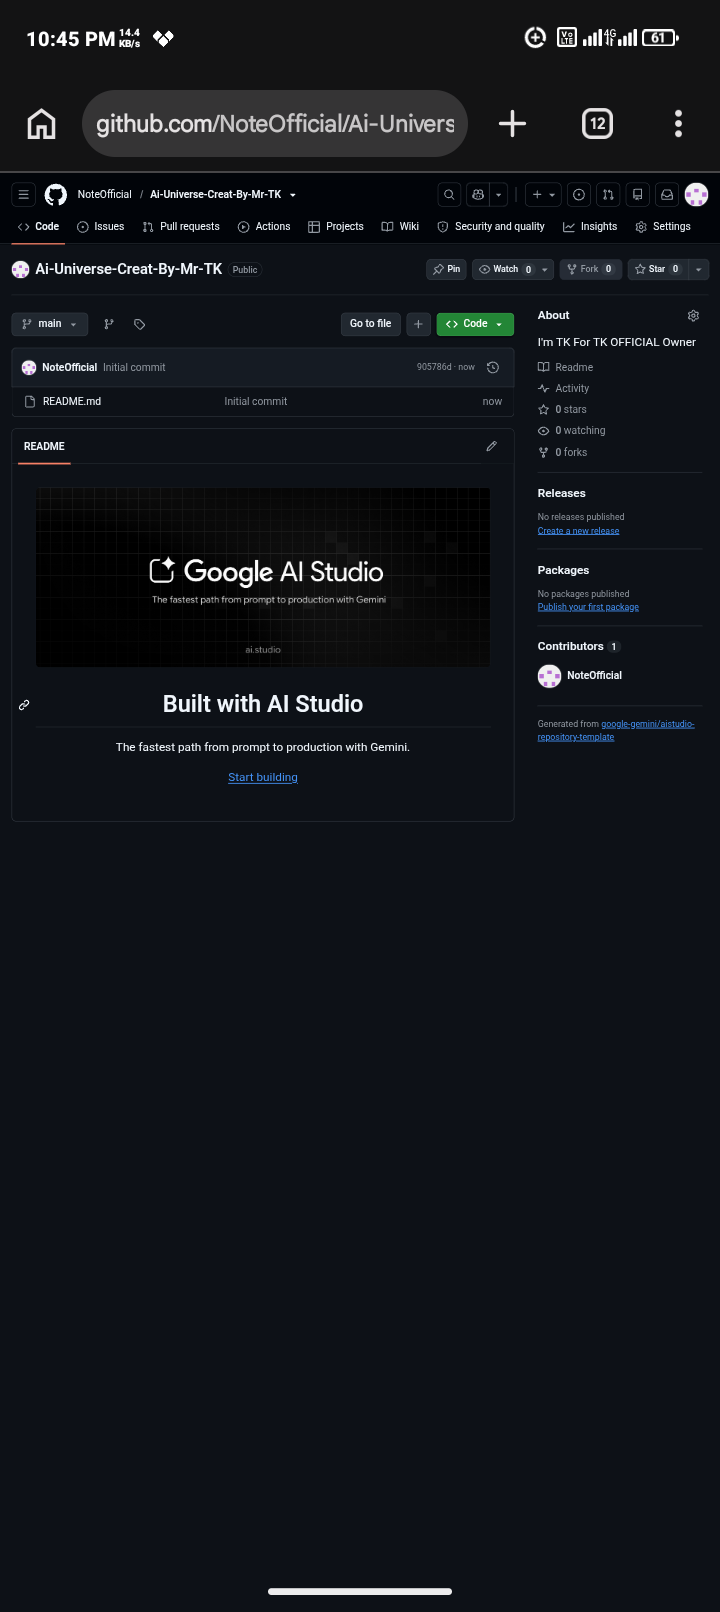 10:45 PM 14.4 KB/s Vo LTE 4G 61
github.com/NoteOfficial/Ai-Univers 12
NoteOfficial / Ai-Universe-Creat-By-Mr-TK
Code Issues Pull requests Actions Projects Wiki Security and quality Insights Settings
Ai-Universe-Creat-By-Mr-TK Public Pin Watch 0 Fork 0 Star 0
main Go to file Code
NoteOfficial Initial commit 905786d · now
README.md Initial commit now
README
Google AI Studio
The fastest path from prompt to production with Gemini
ai.studio
Built with AI Studio
The fastest path from prompt to production with Gemini.
Start building
About
I'm TK For TK OFFICIAL Owner
Readme
Activity
0 stars
0 watching
0 forks
Releases
No releases published
Create a new release
Packages
No packages published
Publish your first package
Contributors 1
NoteOfficial
Generated from google-gemini/aistudio-
repository-template